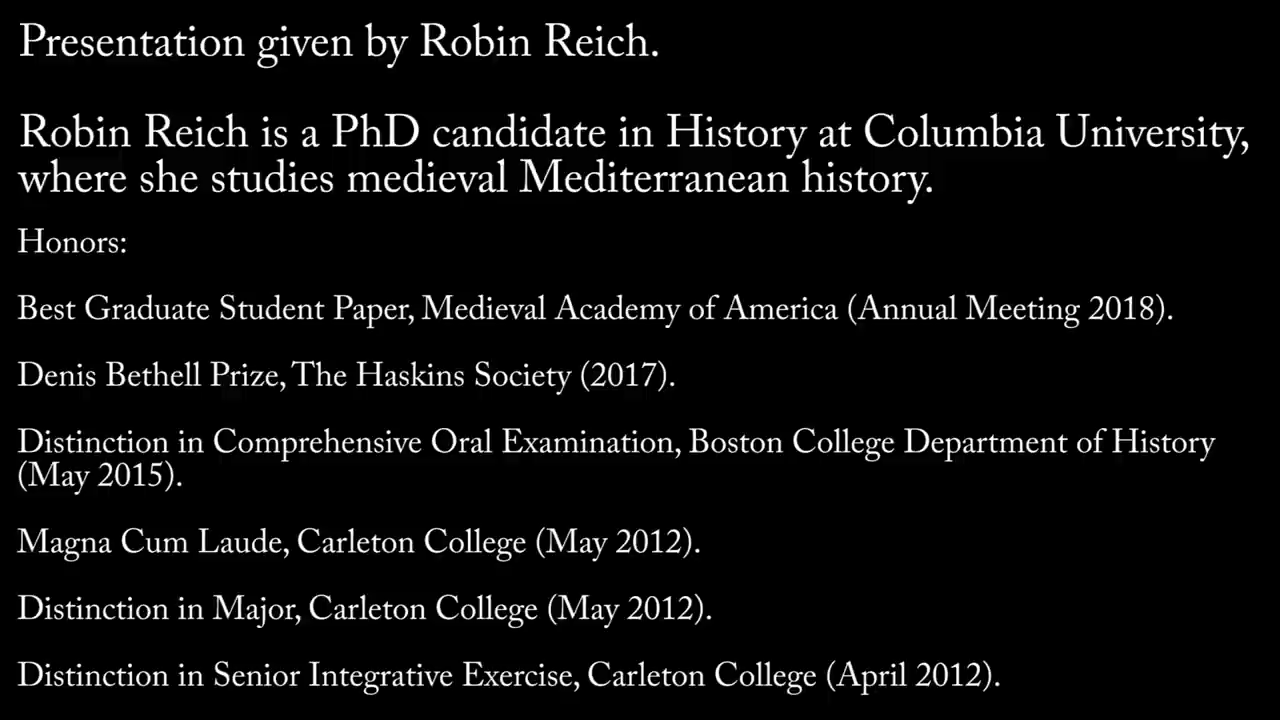 Presentation given by Robin Reich.
Robin Reich is a PhD candidate in History at Columbia University,
where she studies medieval Mediterranean history.
Honors:
Best Graduate Student Paper, Medieval Academy of America (Annual Meeting 2018).
Denis Bethell Prize, The Haskins Society (2017).
Distinction in Comprehensive Oral Examination, Boston College Department of History
(May 2015).
Magna Cum Laude, Carleton College (May 2012).
Distinction in Major, Carleton College (May 2012).
Distinction in Senior Integrative Exercise, Carleton College (April 2012).